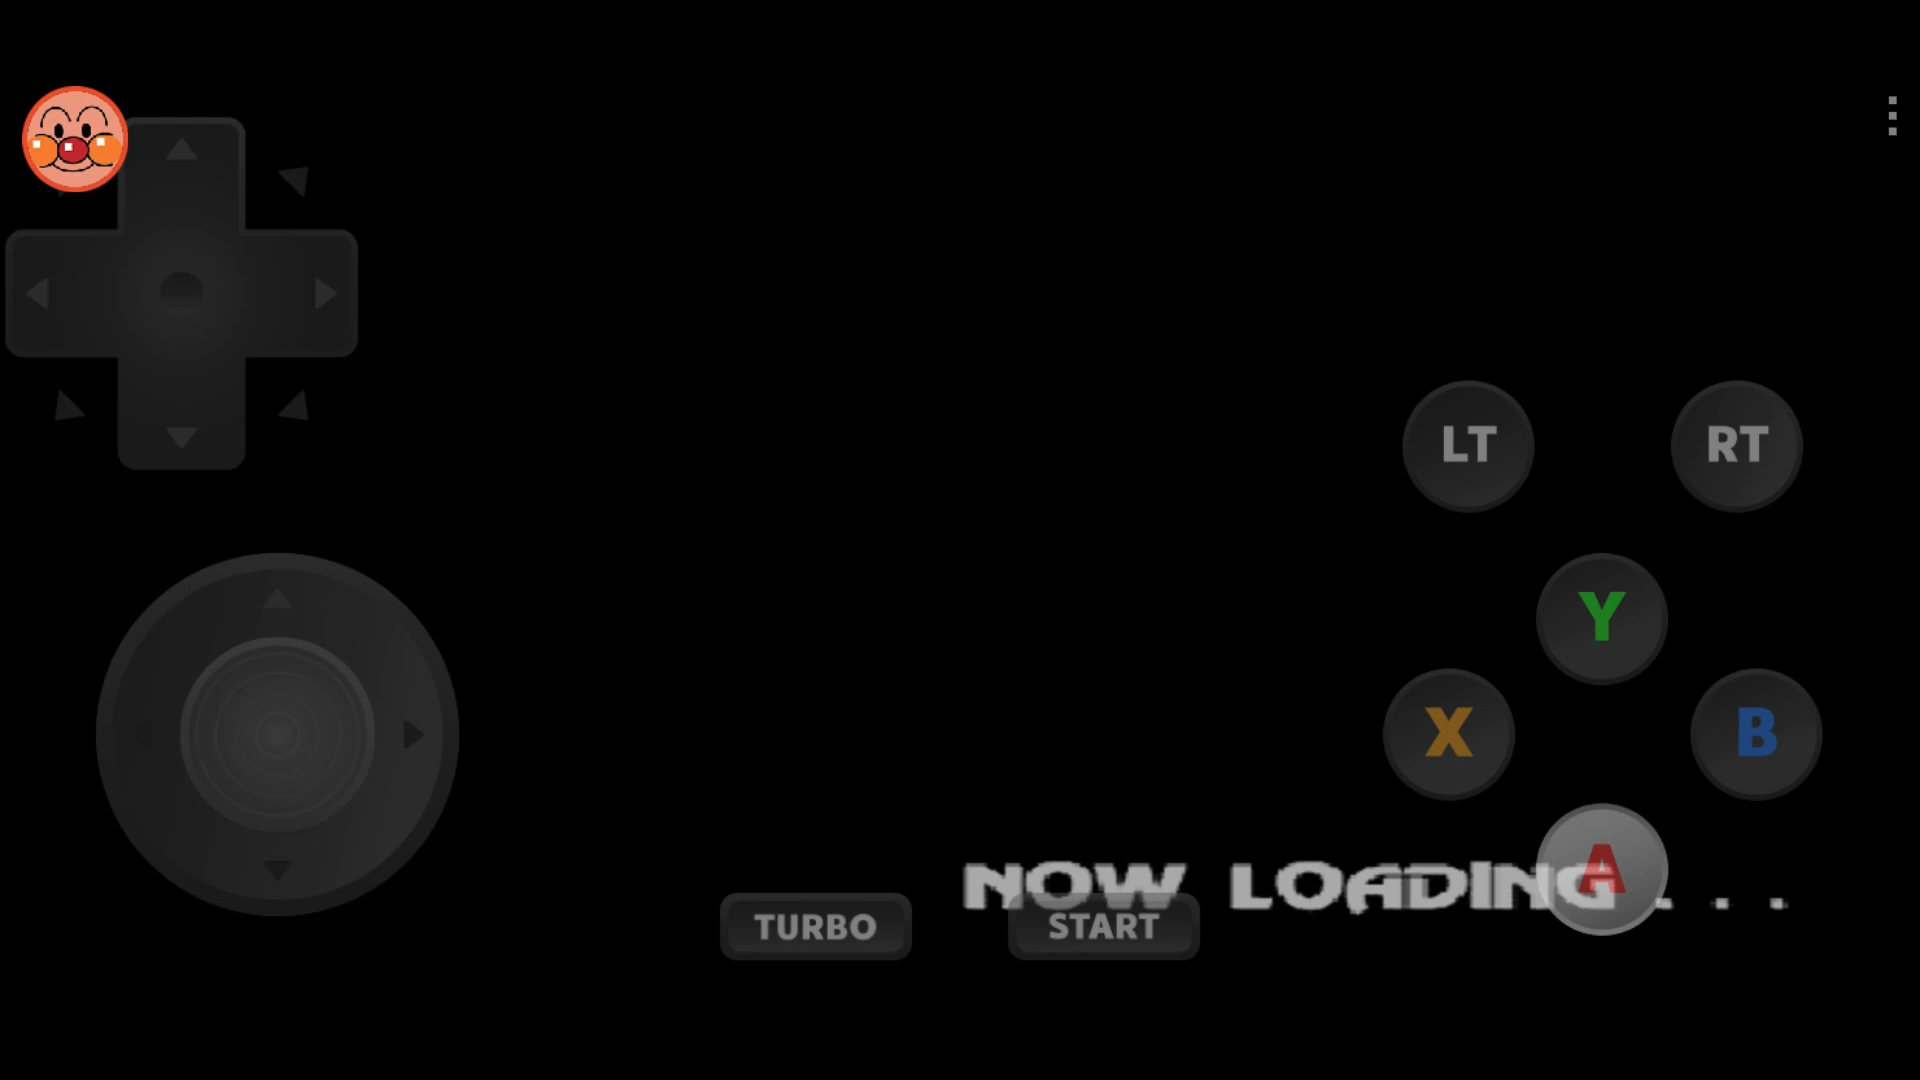 LT RT
Y
X B
A
NOW LOADING...
TURBO START